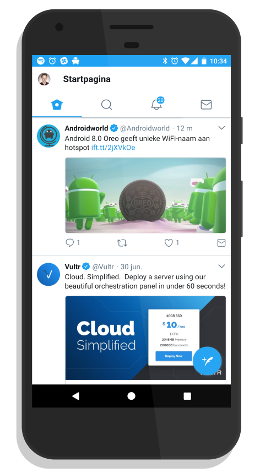 10:34
Startpagina
23
Androidworld @Androidworld · 12 m
Android 8.0 Oreo geeft unieke WiFi-naam aan
hotspot ift.tt/2jXVkOe
1
1
Vultr @Vultr · 30 jun.
Cloud. Simplified. Deploy a server using our
beautiful orchestration panel in under 60 seconds!
Cloud
Simplified
$10/mo
Deploy Now